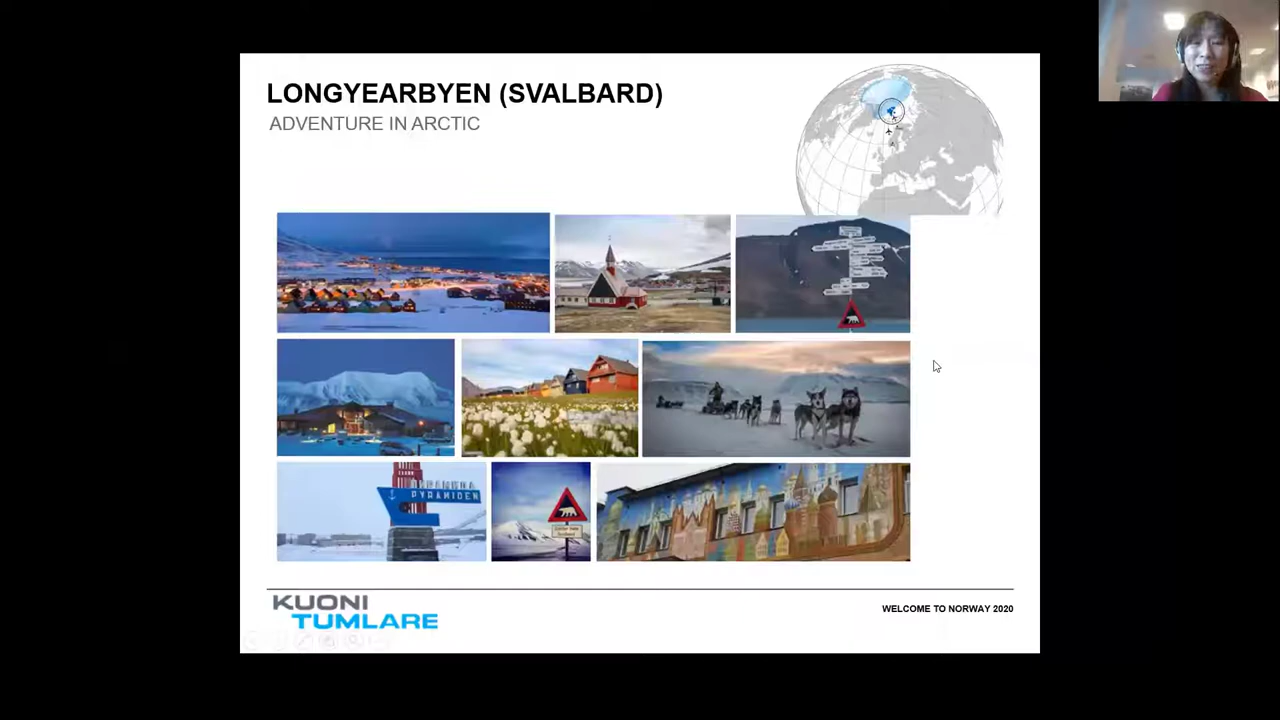 LONGYEARBYEN (SVALBARD)
ADVENTURE IN ARCTIC
PYRAMIDEN
KUONI
TUMLARE
WELCOME TO NORWAY 2020